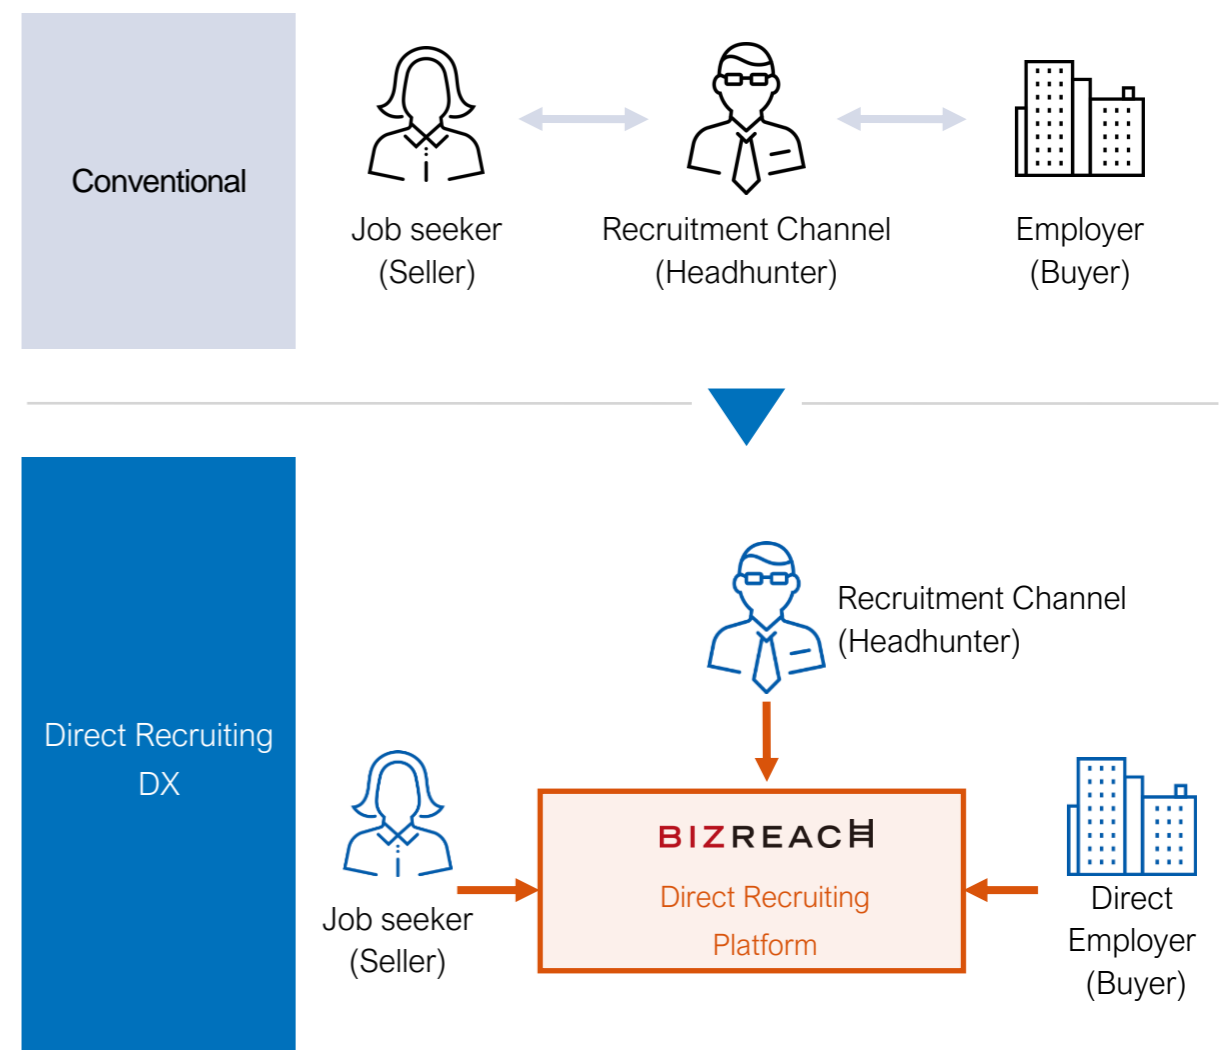 Conventional
Job seeker
(Seller)
Recruitment Channel
(Headhunter)
Employer
(Buyer)
Direct Recruiting
DX
Recruitment Channel
(Headhunter)
Job seeker
(Seller)
BIZREACH
Direct Recruiting
Platform
Direct
Employer
(Buyer)